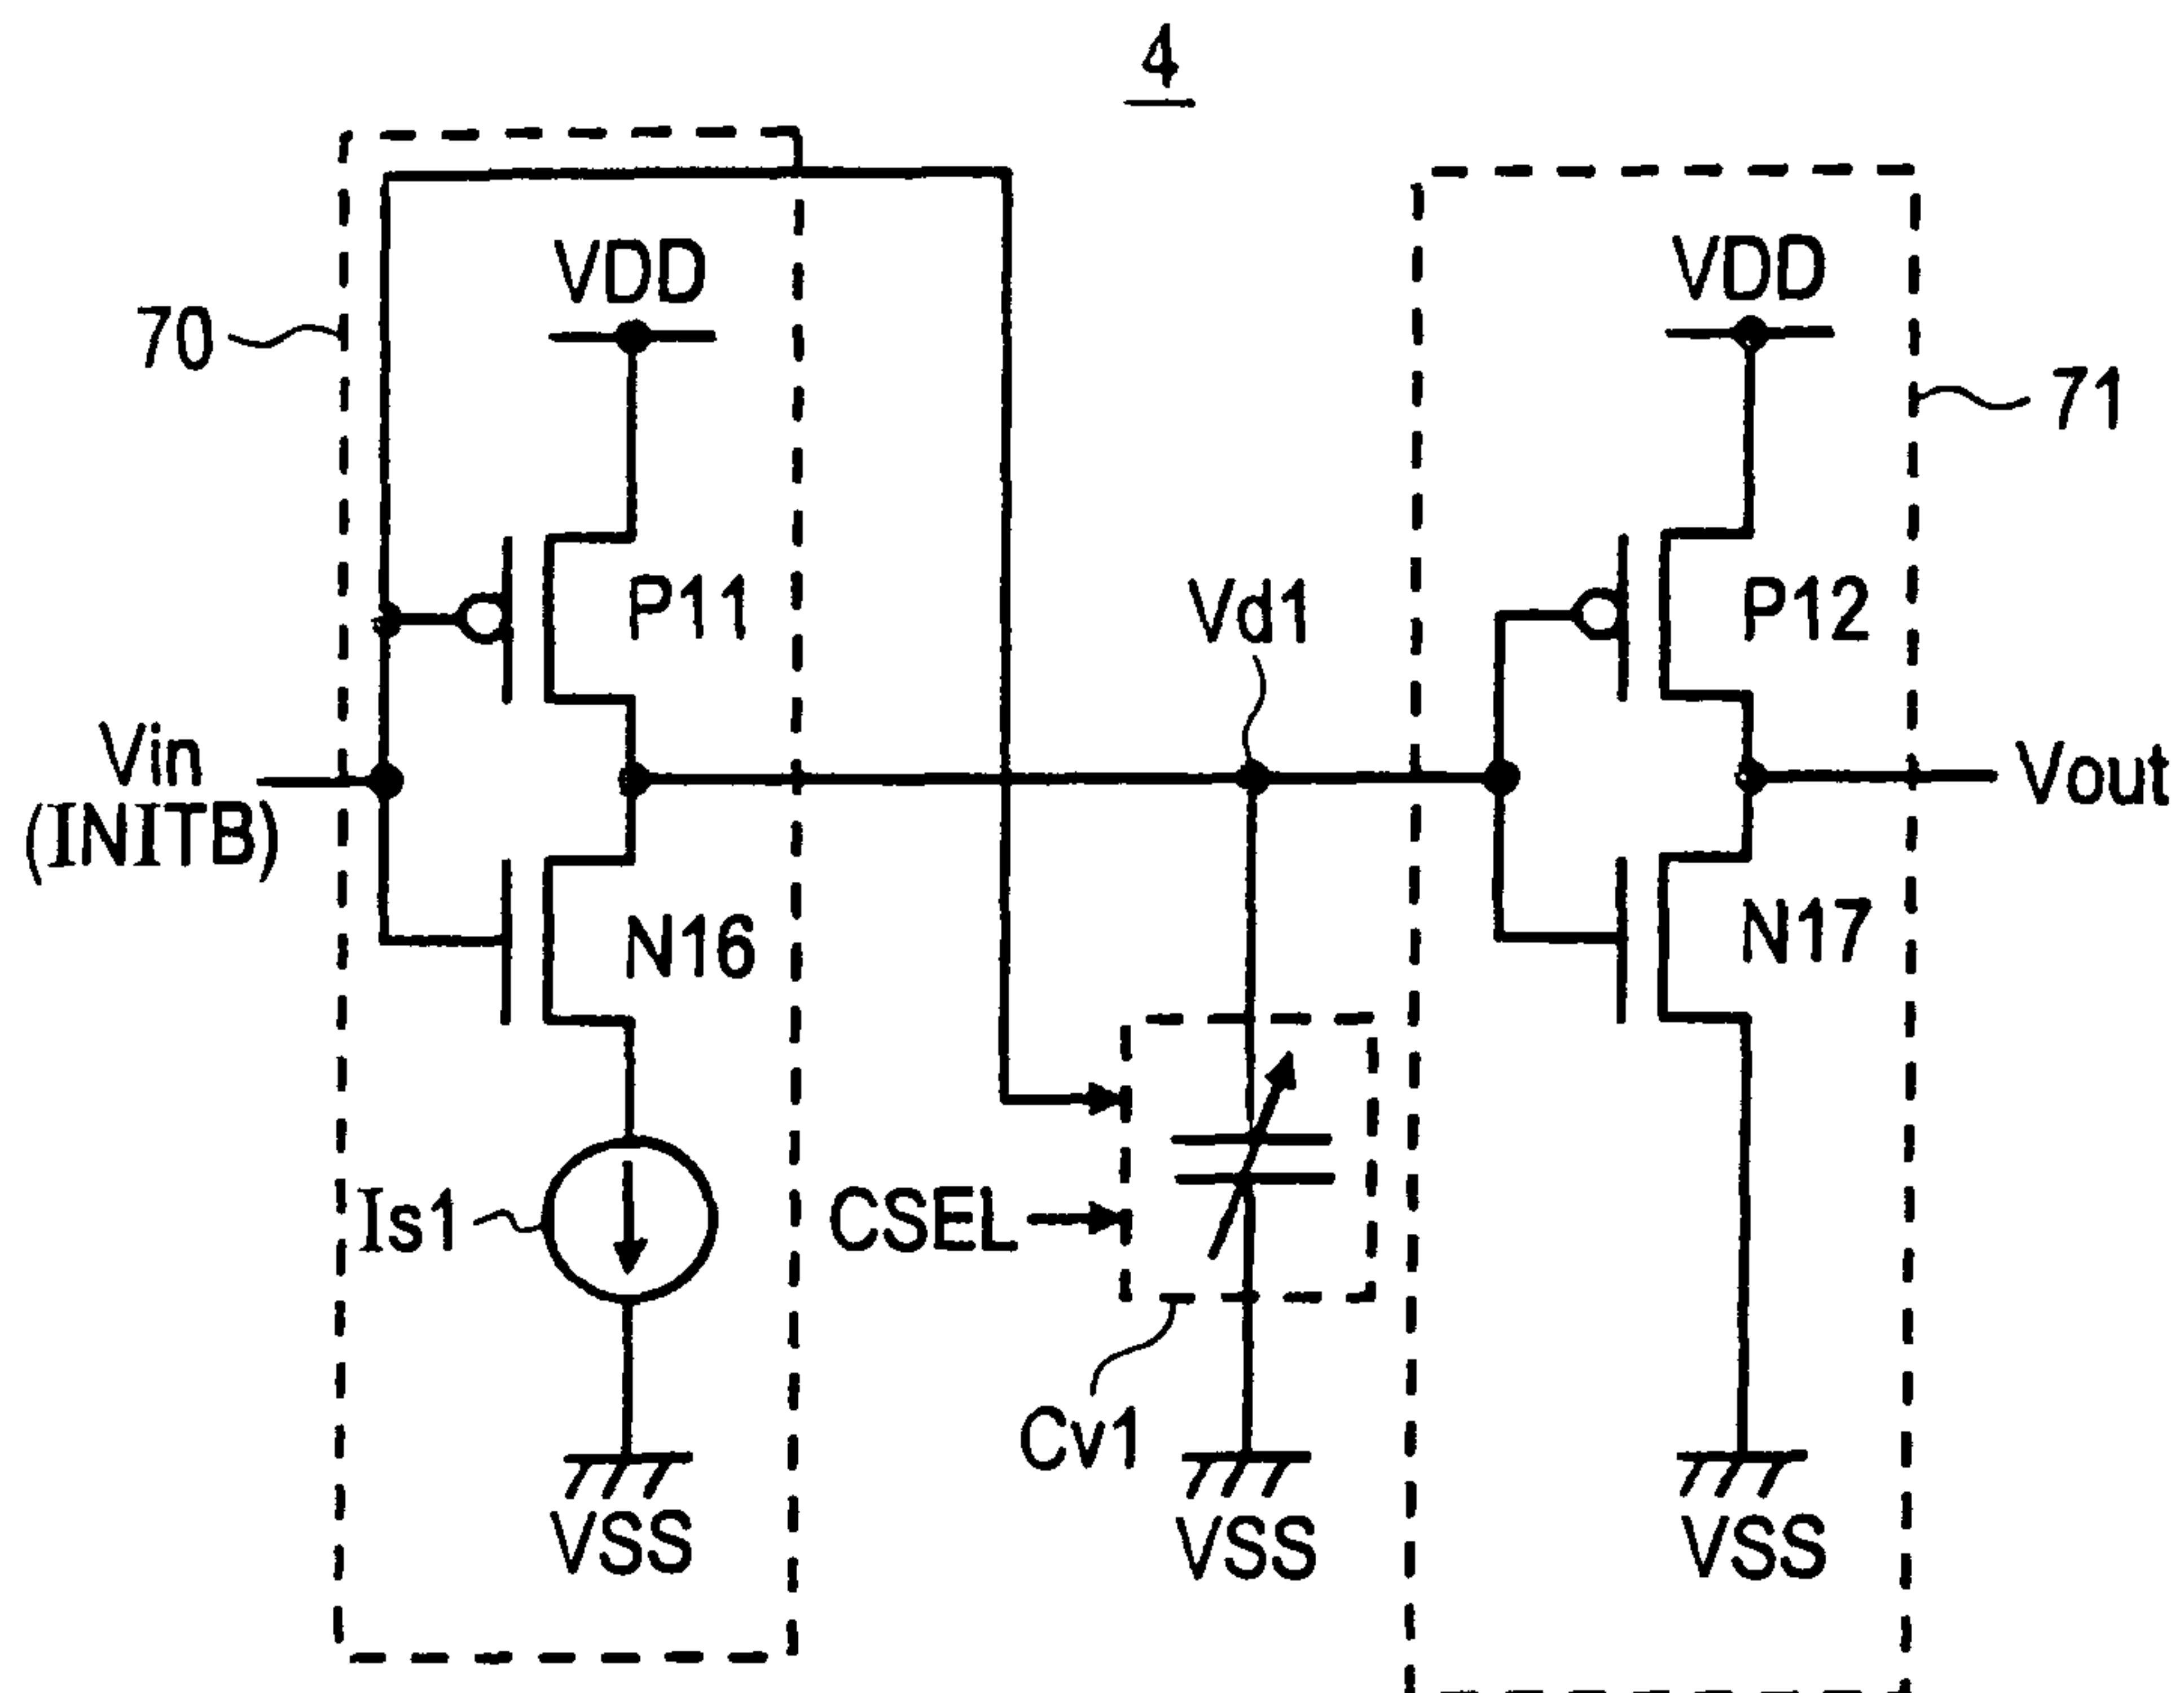 4
70
VDD
VDD
71
P11
Vd1
P12
Vin
(INITB)
Vout
N16
N17
Is1
CSEL
Cv1
VSS
VSS
VSS